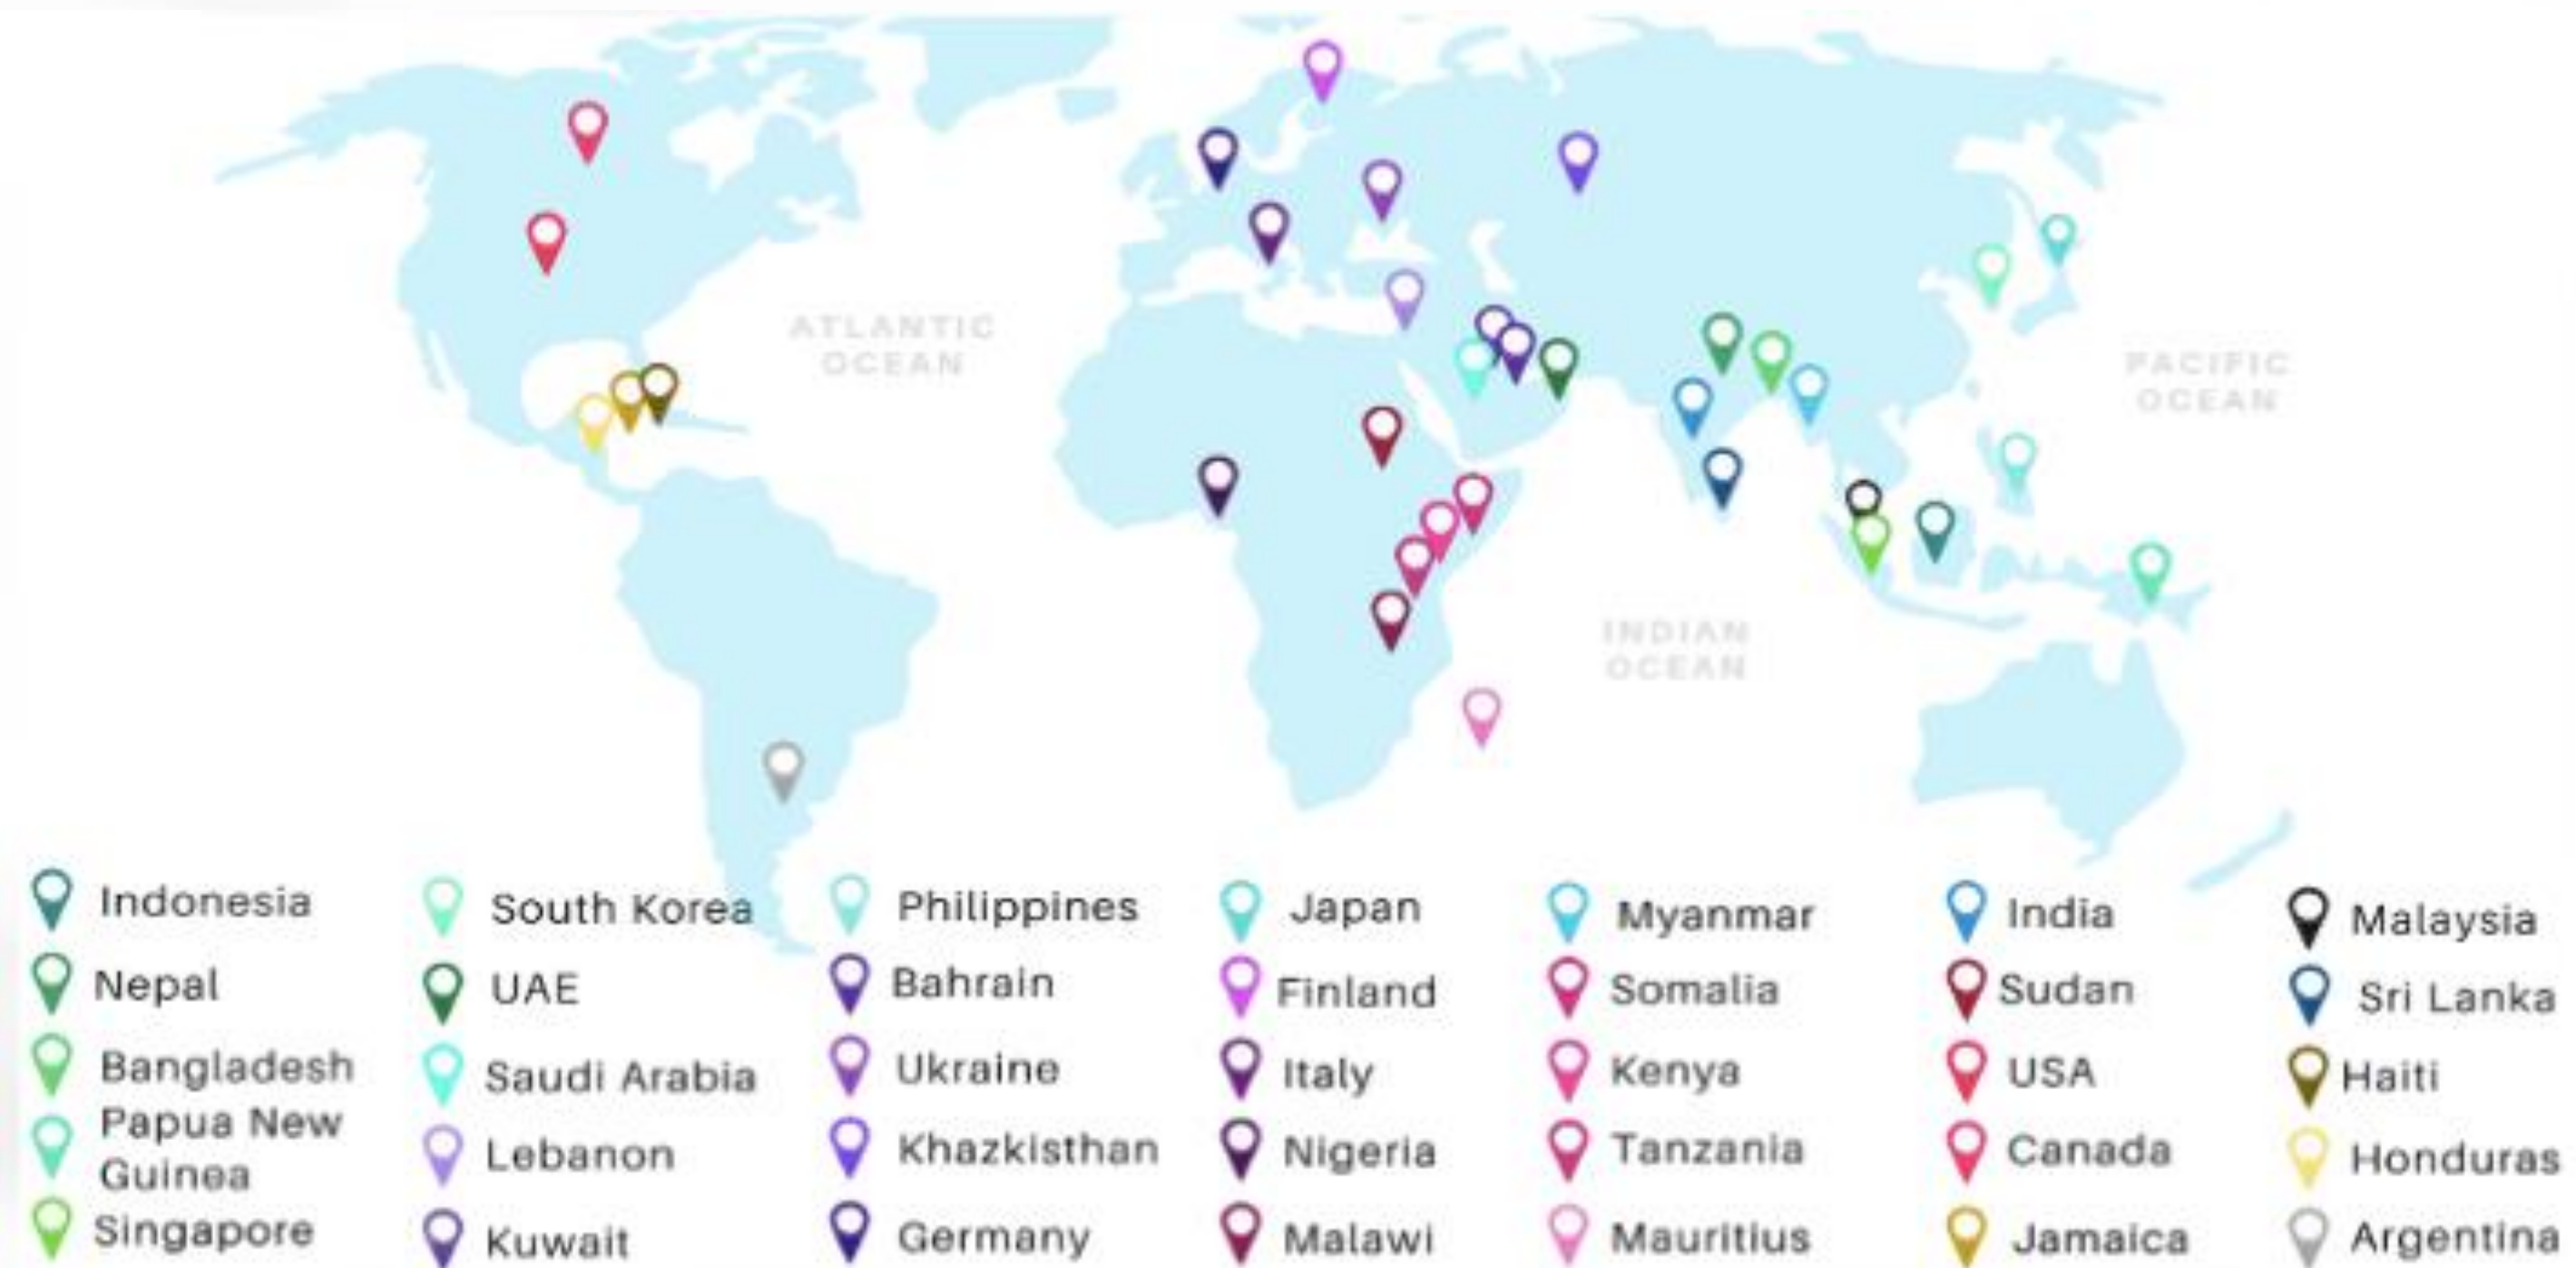 ATLANTIC
OCEAN
PACIFIC
OCEAN
INDIAN
OCEAN
Indonesia
South Korea
Philippines
Japan
Myanmar
India
Malaysia
Nepal
UAE
Bahrain
Finland
Somalia
Sudan
Sri Lanka
Bangladesh
Saudi Arabia
Ukraine
Italy
Kenya
USA
Haiti
Papua New
Guinea
Lebanon
Khazkisthan
Nigeria
Tanzania
Canada
Honduras
Singapore
Kuwait
Germany
Malawi
Mauritius
Jamaica
Argentina